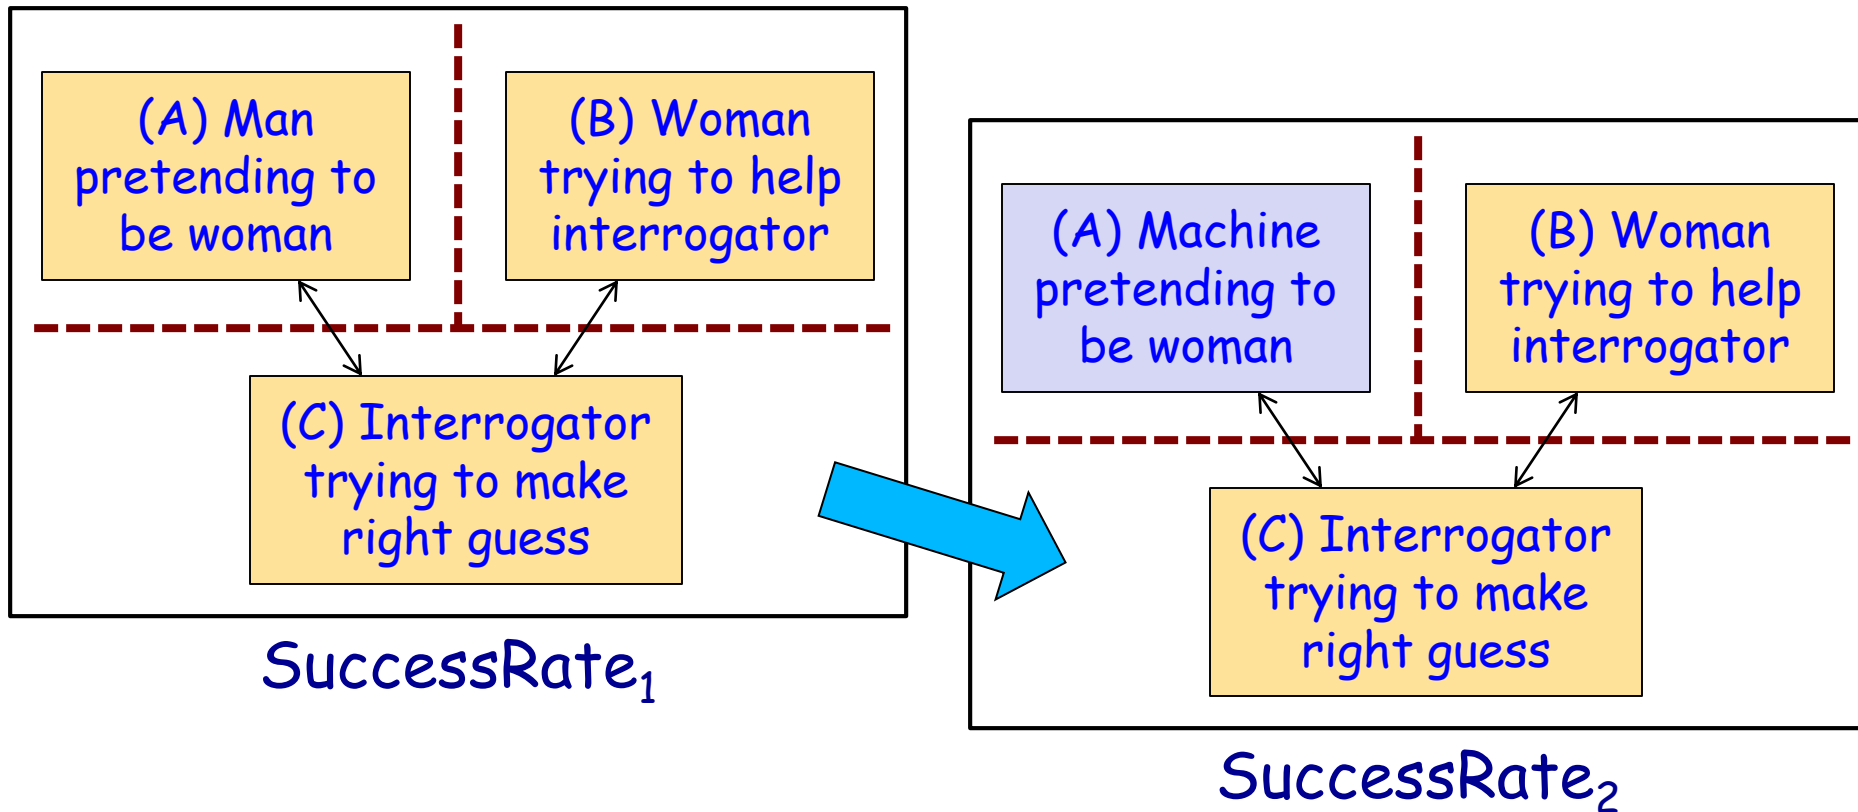 (A) Man
pretending to
be woman
(B) Woman
trying to help
interrogator
(C) Interrogator
trying to make
right guess
SuccessRate₁
(A) Machine
pretending to
be woman
(B) Woman
trying to help
interrogator
(C) Interrogator
trying to make
right guess
SuccessRate₂